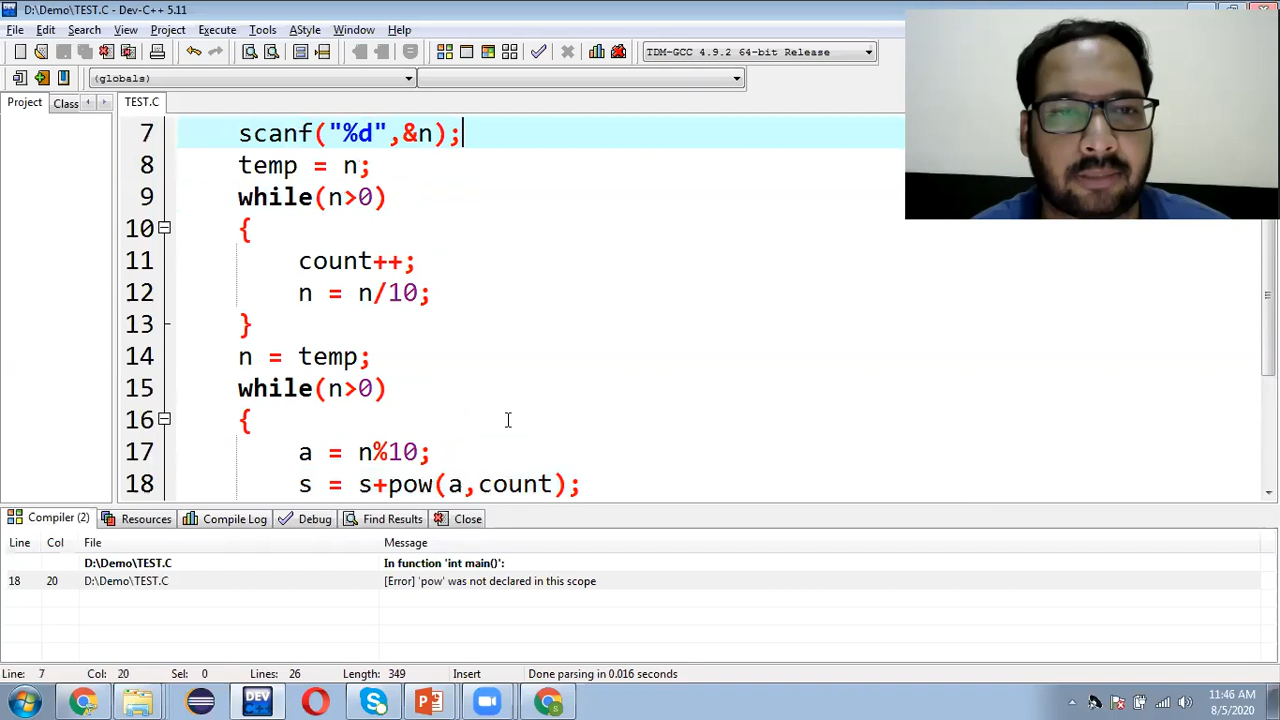 D:\Demo\TEST.C - Dev-C++ 5.11
File Edit Search View Project Execute Tools AStyle Window Help
TDM-GCC 4.9.2 64-bit Release
(globals)
Project Class TEST.C
7 scanf("%d",&n);
8 temp = n;
9 while(n>0)
10 {
11 count++;
12 n = n/10;
13 }
14 n = temp;
15 while(n>0)
16 {
17 a = n%10;
18 s = s+pow(a,count);
Compiler (2) Resources Compile Log Debug Find Results Close
Line Col File Message
D:\Demo\TEST.C In function 'int main()':
18 20 D:\Demo\TEST.C [Error] 'pow' was not declared in this scope
Line: 7 Col: 20 Sel: 0 Lines: 26 Length: 349 Insert Done parsing in 0.016 seconds
DEV C++ 11:46 AM
8/5/2020